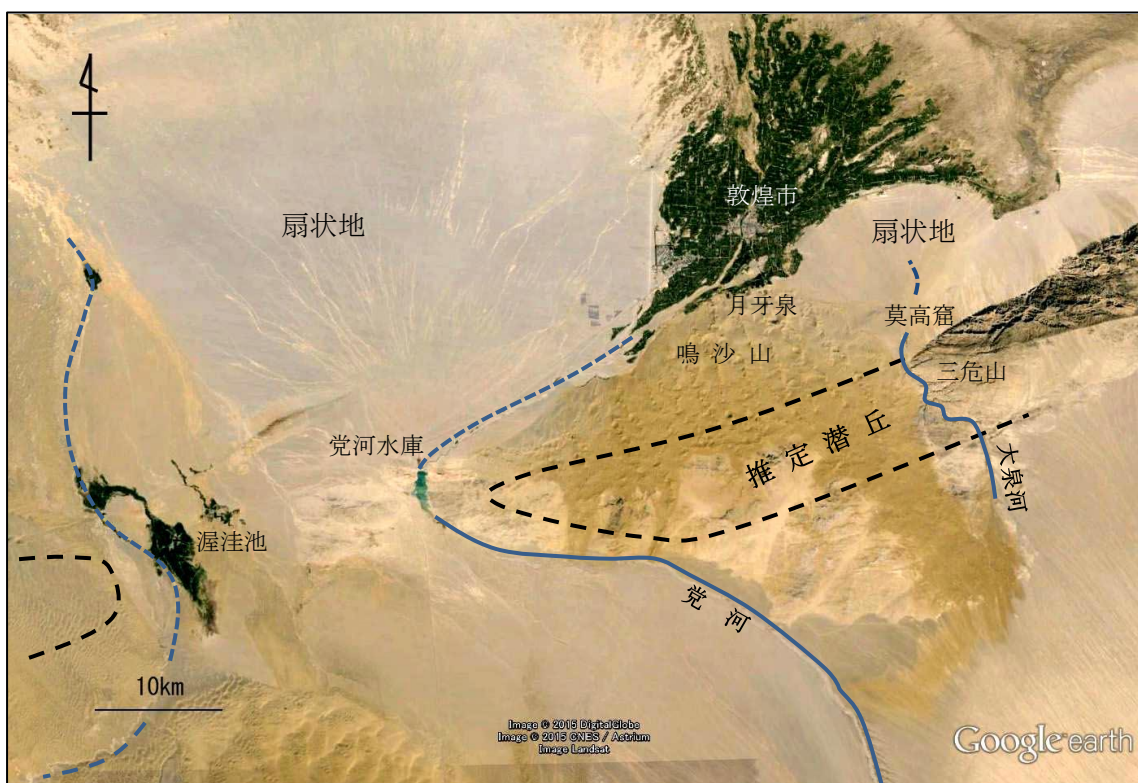 敦煌市
扇状地
扇状地
月牙泉
莫高窟
鳴沙山
三危山
党河水庫
推定潜丘
大泉河
渥洼池
党河
10km
Image © 2015 DigitalGlobe
Image © 2015 CNES / Astrium
Image Landsat
Google earth